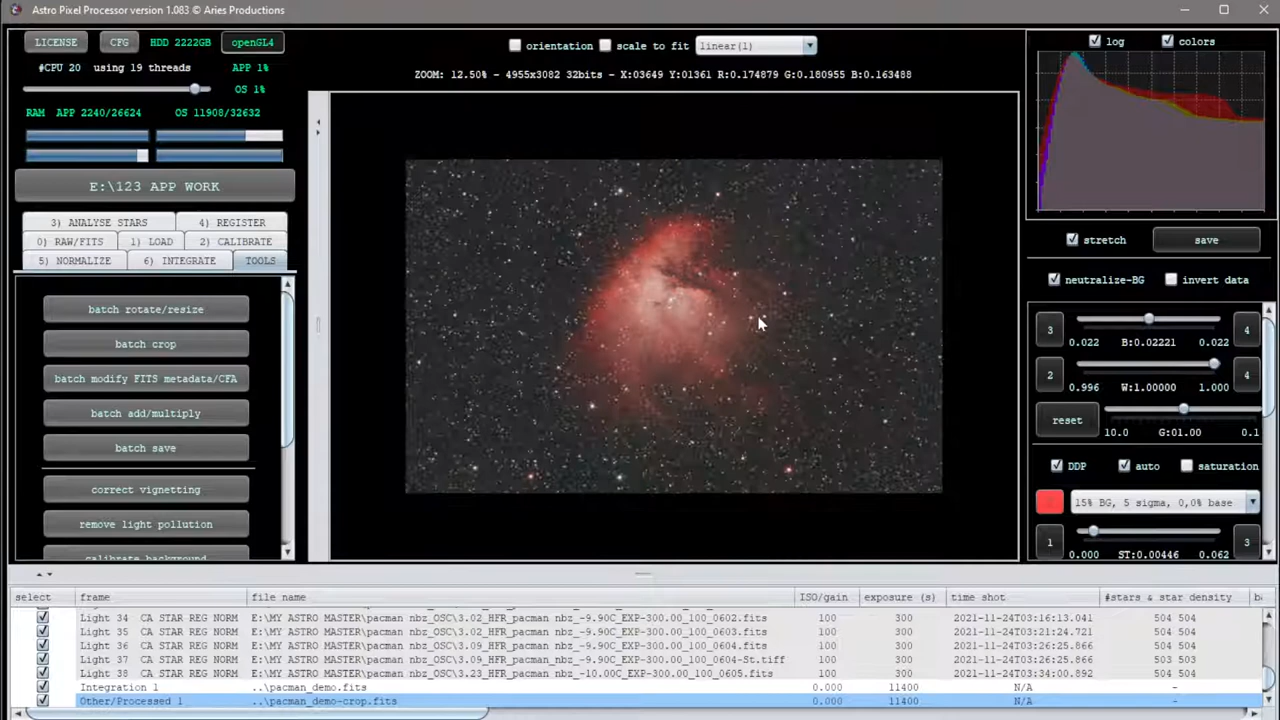 Astro Pixel Processor version 1.083 © Aries Productions
LICENSE CFG HDD 2222GB openGL4
#CPU 20 using 19 threads APP 1%
OS 1%
RAM APP 2240/26624 OS 11908/32632
E:\123 APP WORK
3) ANALYSE STARS 4) REGISTER
0) RAW/FITS 1) LOAD 2) CALIBRATE
5) NORMALIZE 6) INTEGRATE TOOLS
batch rotate/resize
batch crop
batch modify FITS metadata/CFA
batch add/multiply
batch save
correct vignetting
remove light pollution
calibrate background
orientation scale to fit linear(1)
ZOOM: 12.50% - 4955x3082 32bits - X:03649 Y:01361 R:0.174879 G:0.180955 B:0.163488
log colors
stretch save
neutralize-BG invert data
3 4
0.022 B:0.02221 0.022
2 4
0.996 W:1.00000 1.000
reset
10.0 G:01.00 0.1
DDP auto saturation
15% BG, 5 sigma, 0,0% base
1 3
0.000 ST:0.00446 0.062
select frame file name ISO/gain exposure (s) time shot #stars & star density
Light 34 CA STAR REG NORM E:\MY ASTRO MASTER\pacman nbz_OSC\3.02_HFR_pacman nbz_-9.90C_EXP-300.00_100_0602.fits 100 300 2021-11-24T03:16:13.041 504 504
Light 35 CA STAR REG NORM E:\MY ASTRO MASTER\pacman nbz_OSC\3.02_HFR_pacman nbz_-9.90C_EXP-300.00_100_0603.fits 100 300 2021-11-24T03:21:24.721 504 504
Light 36 CA STAR REG NORM E:\MY ASTRO MASTER\pacman nbz_OSC\3.09_HFR_pacman nbz_-9.90C_EXP-300.00_100_0604.fits 100 300 2021-11-24T03:26:25.866 504 504
Light 37 CA STAR REG NORM E:\MY ASTRO MASTER\pacman nbz_OSC\3.09_HFR_pacman nbz_-9.90C_EXP-300.00_100_0604-St.tiff 100 300 2021-11-24T03:26:25.866 503 503
Light 38 CA STAR REG NORM E:\MY ASTRO MASTER\pacman nbz_OSC\3.23_HFR_pacman nbz_-10.00C_EXP-300.00_100_0605.fits 100 300 2021-11-24T03:34:00.892 504 504
Integration 1 ..\pacman_demo.fits 0.000 11400 N/A -
Other/Processed 1 ..\pacman_demo-crop.fits 0.000 11400 N/A -